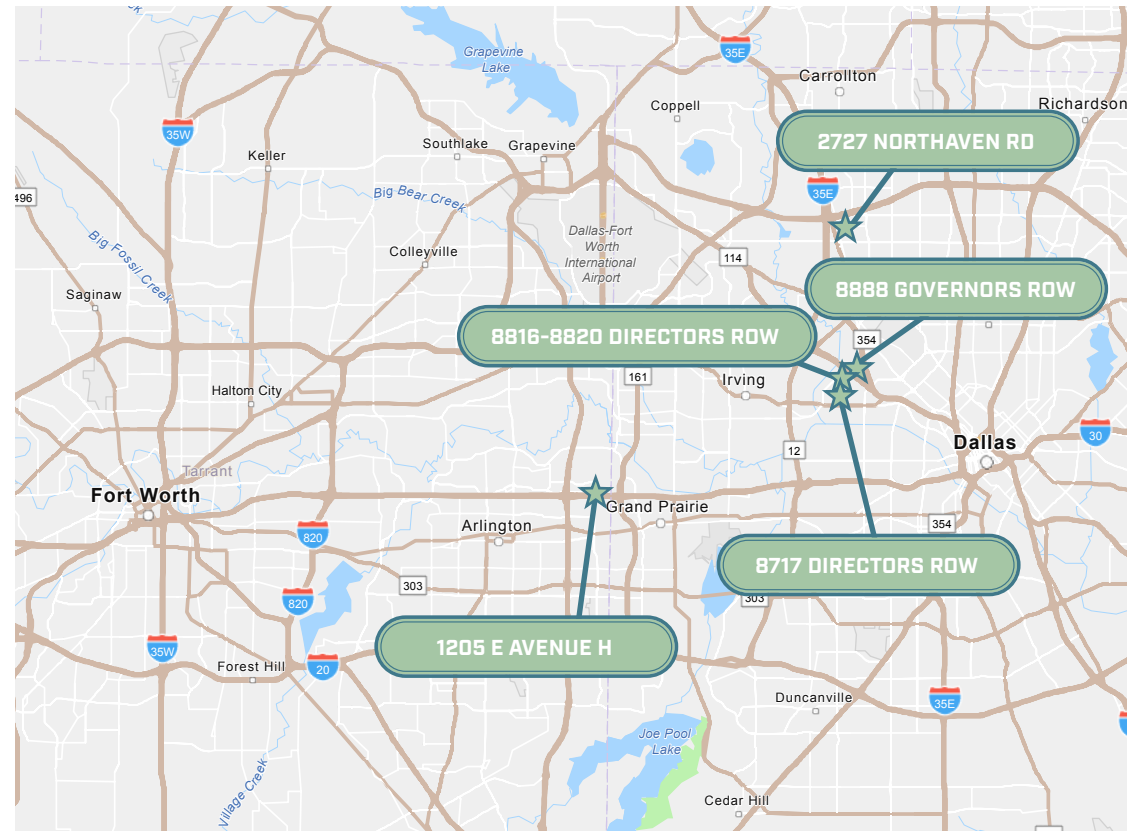 Grapevine
Lake
35E
Carrollton
Coppell
Richardson
35W
2727 NORTHAVEN RD
Southlake
Grapevine
Keller
35E
Big Bear Creek
496
Dallas-Fort
Worth
International
Airport
Big Fossil Creek
Colleyville
114
8888 GOVERNORS ROW
Saginaw
8816-8820 DIRECTORS ROW
354
161
Irving
Haltom City
30
Dallas
12
Tarrant
Fort Worth
Grand Prairie
Arlington
354
820
8717 DIRECTORS ROW
303
820
303
1205 E AVENUE H
35W
Forest Hill
20
Duncanville
35E
Joe Pool
Lake
Village Creek
Cedar Hill